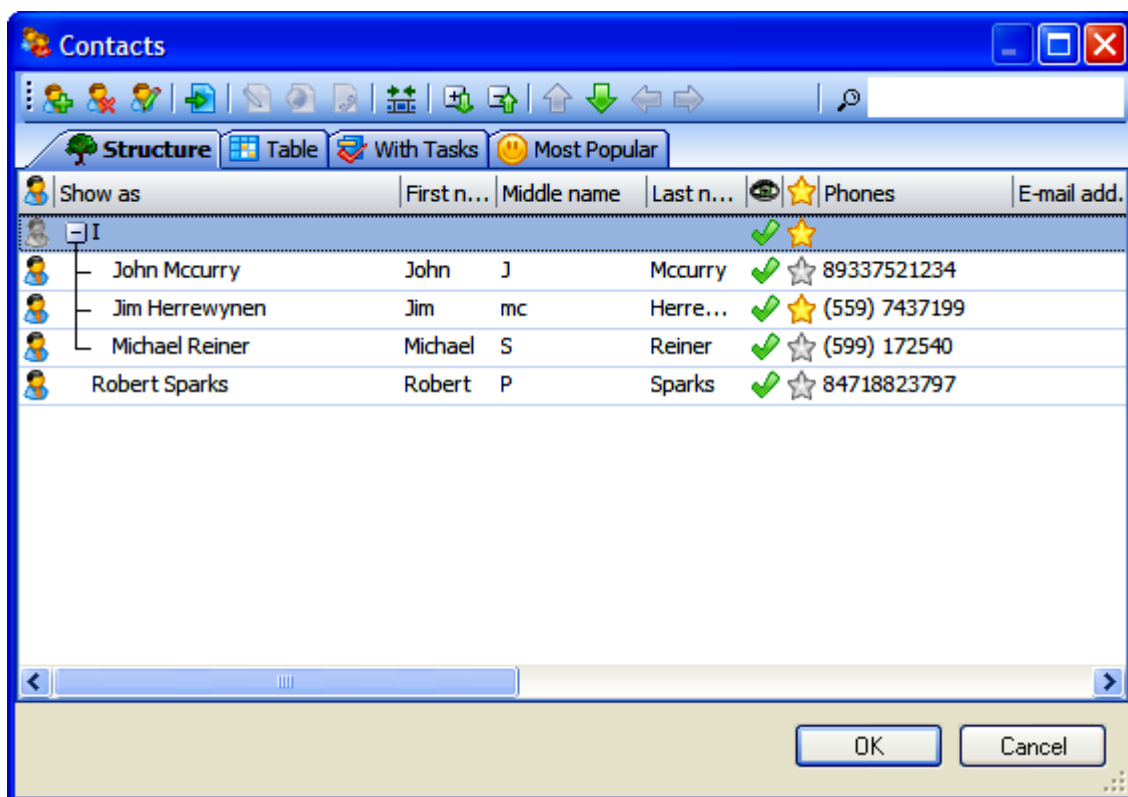 Contacts
Structure Table With Tasks Most Popular
Show as First n... Middle name Last n... Phones E-mail add.
I
John Mccurry John J Mccurry 89337521234
Jim Herrewynen Jim mc Herre... (559) 7437199
Michael Reiner Michael S Reiner (599) 172540
Robert Sparks Robert P Sparks 84718823797
OK Cancel